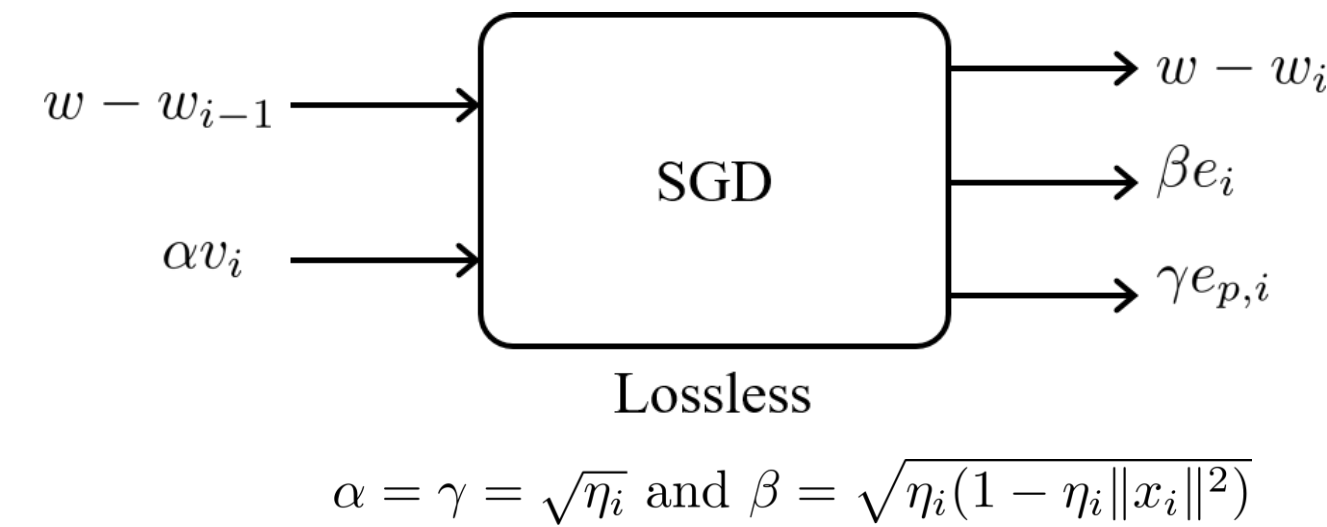 w − w_{i−1}
αv_i
SGD
w − w_i
βe_i
γe_{p,i}
Lossless
α = γ = √η_i and β = √(η_i(1 − η_i‖x_i‖²))